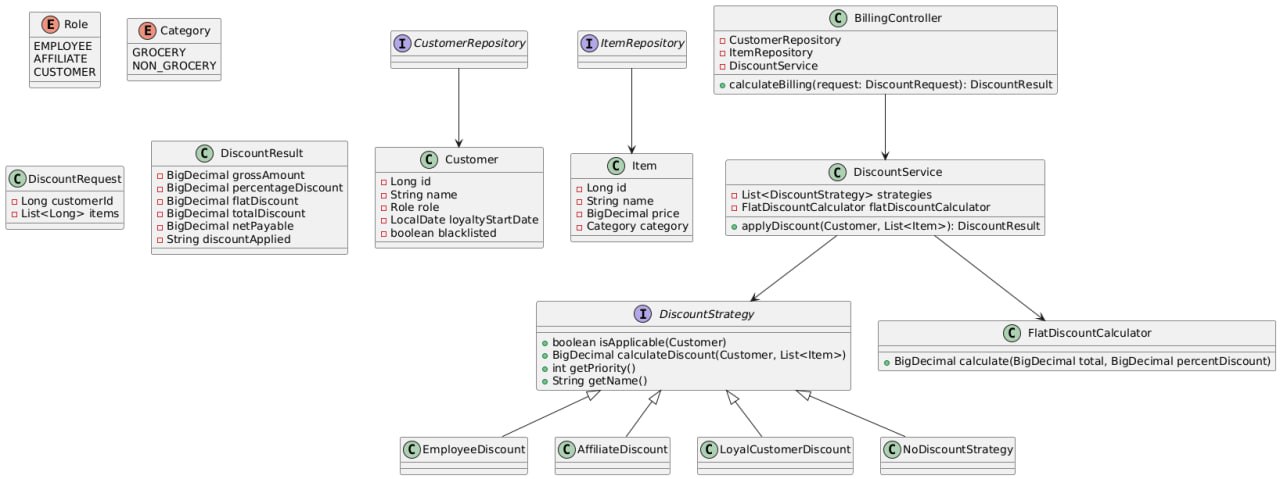 E Role
EMPLOYEE
AFFILIATE
CUSTOMER
E Category
GROCERY
NON_GROCERY
I CustomerRepository
I ItemRepository
C BillingController
CustomerRepository
ItemRepository
DiscountService
calculateBilling(request: DiscountRequest): DiscountResult
C DiscountRequest
Long customerId
List<Long> items
C DiscountResult
BigDecimal grossAmount
BigDecimal percentageDiscount
BigDecimal flatDiscount
BigDecimal totalDiscount
BigDecimal netPayable
String discountApplied
C Customer
Long id
String name
Role role
LocalDate loyaltyStartDate
boolean blacklisted
C Item
Long id
String name
BigDecimal price
Category category
C DiscountService
List<DiscountStrategy> strategies
FlatDiscountCalculator flatDiscountCalculator
applyDiscount(Customer, List<Item>): DiscountResult
I DiscountStrategy
boolean isApplicable(Customer)
BigDecimal calculateDiscount(Customer, List<Item>)
int getPriority()
String getName()
C FlatDiscountCalculator
BigDecimal calculate(BigDecimal total, BigDecimal percentDiscount)
C EmployeeDiscount
C AffiliateDiscount
C LoyalCustomerDiscount
C NoDiscountStrategy